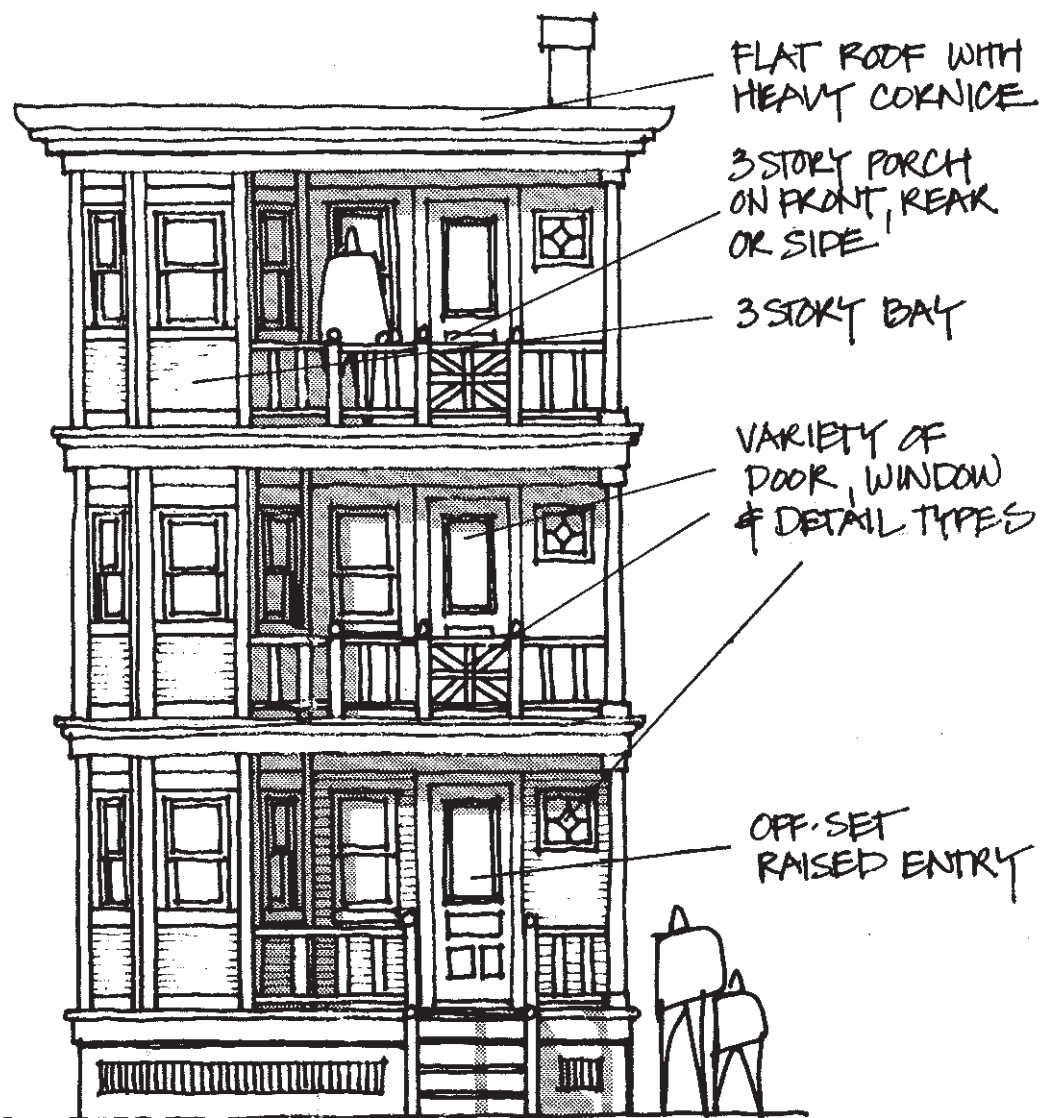 FLAT ROOF WITH
HEAVY CORNICE
3 STORY PORCH
ON FRONT, REAR
OR SIDE
3 STORY BAY
VARIETY OF
DOOR, WINDOW
& DETAIL TYPES
OFF-SET
RAISED ENTRY